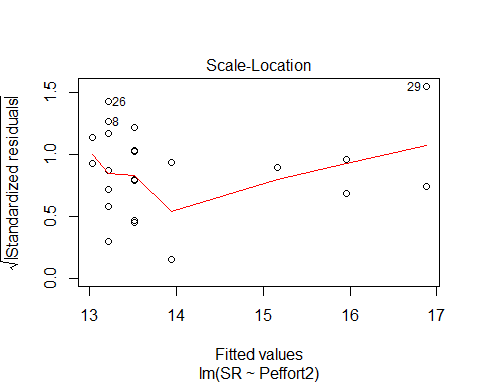 Scale-Location
√|Standardized residuals|
0.0 0.5 1.0 1.5
26
8
29
13 14 15 16 17
Fitted values
lm(SR ~ Peffort2)